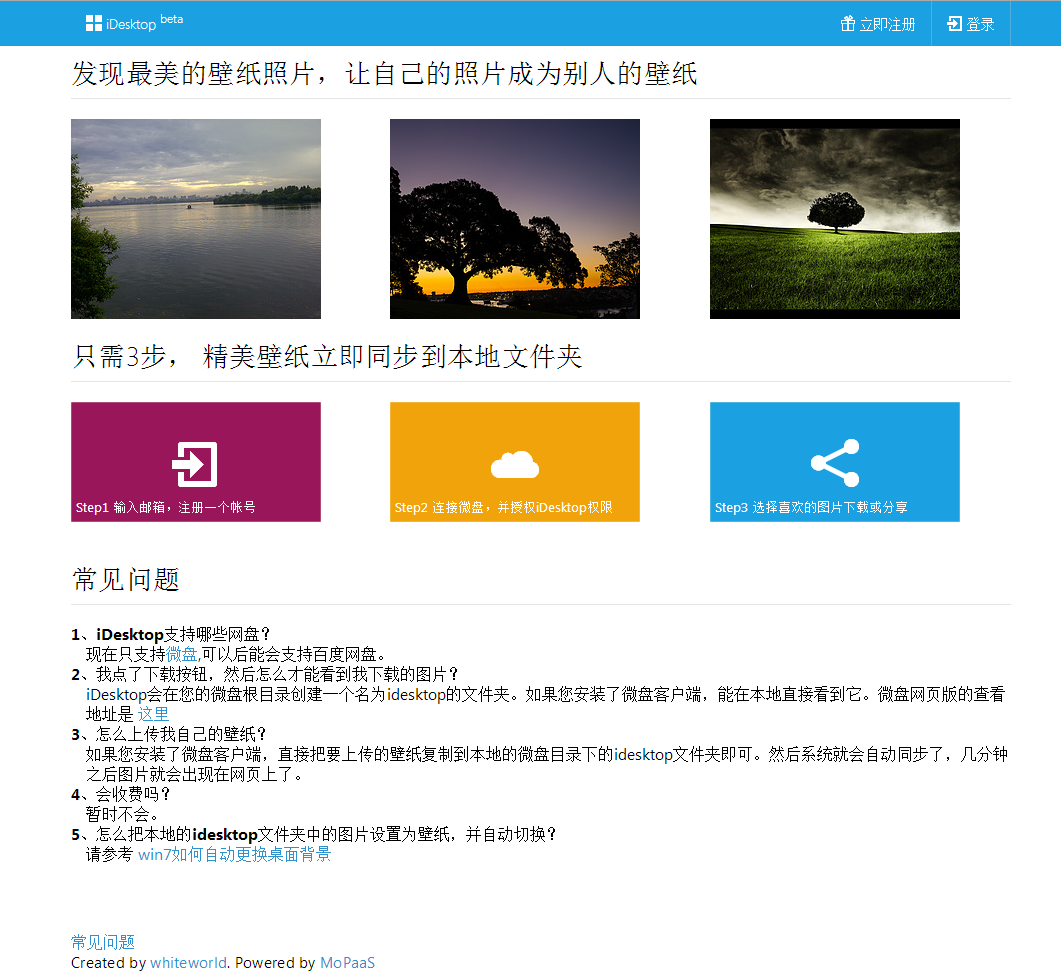 iDesktop beta
立即注册
登录
发现最美的壁纸照片，让自己的照片成为别人的壁纸
只需3步， 精美壁纸立即同步到本地文件夹
Step1 输入邮箱，注册一个帐号
Step2 连接微盘，并授权iDesktop权限
Step3 选择喜欢的图片下载或分享
常见问题
1、iDesktop支持哪些网盘？
现在只支持微盘,可以后能会支持百度网盘。
2、我点了下载按钮，然后怎么才能看到我下载的图片？
iDesktop会在您的微盘根目录创建一个名为idesktop的文件夹。如果您安装了微盘客户端，能在本地直接看到它。微盘网页版的查看
地址是 这里
3、怎么上传我自己的壁纸？
如果您安装了微盘客户端，直接把要上传的壁纸复制到本地的微盘目录下的idesktop文件夹即可。然后系统就会自动同步了，几分钟
之后图片就会出现在网页上了。
4、会收费吗？
暂时不会。
5、怎么把本地的idesktop文件夹中的图片设置为壁纸，并自动切换？
请参考 win7如何自动更换桌面背景
常见问题
Created by whiteworld. Powered by MoPaaS